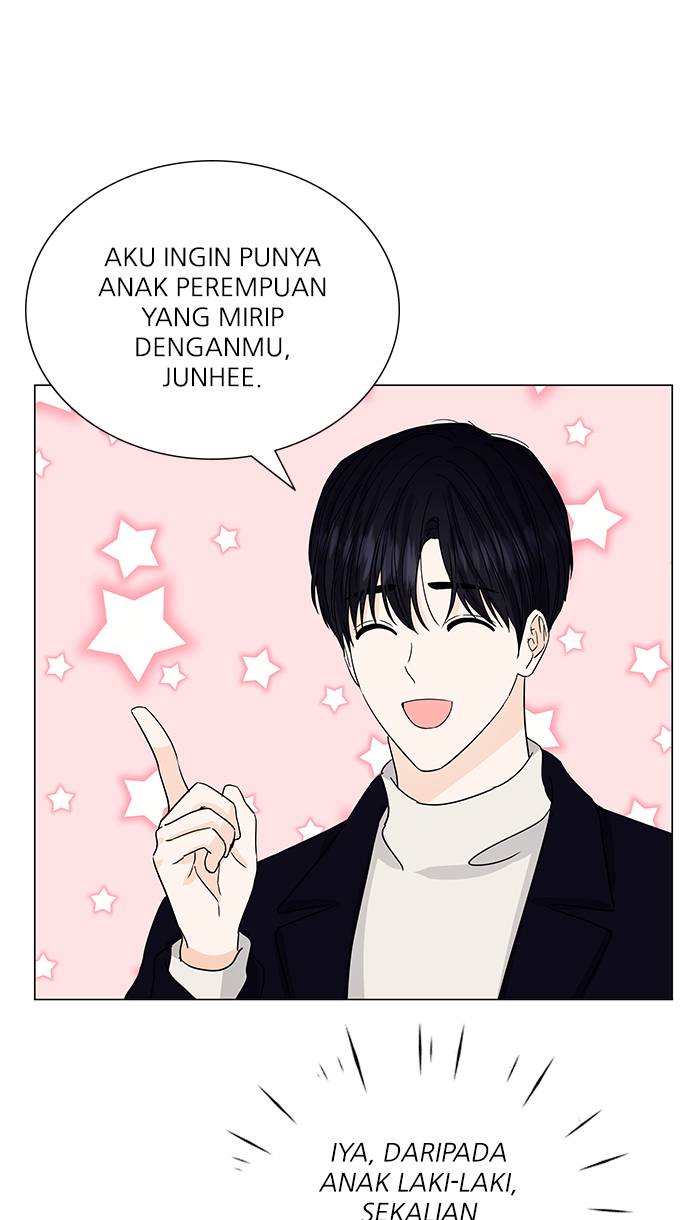 AKU INGIN PUNYA
ANAK PEREMPUAN
YANG MIRIP
DENGANMU,
JUNHEE.
IYA, DARIPADA
ANAK LAKI-LAKI,
SEKALIAN